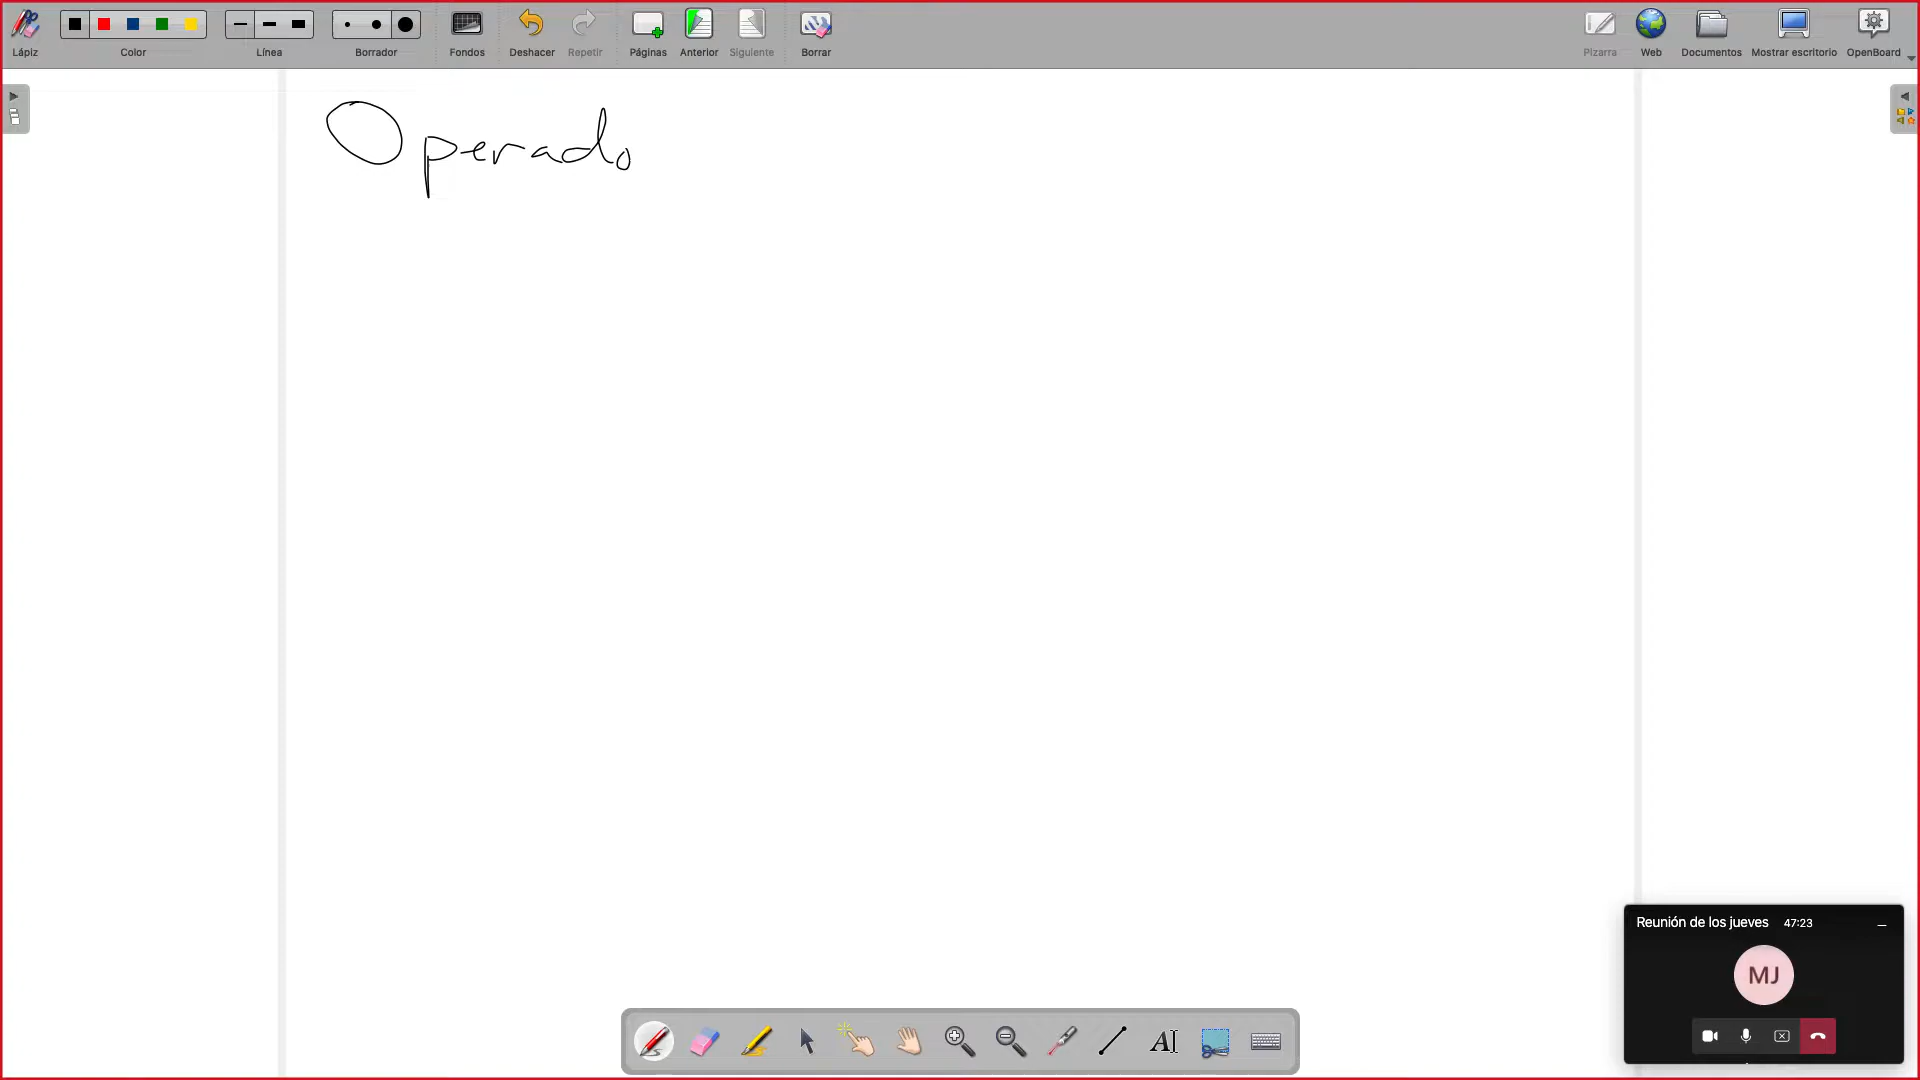 Lápiz Color Línea Borrador Fondos Deshacer Repetir Páginas Anterior Siguiente Borrar Pizarra Web Documentos Mostrar escritorio OpenBoard
Operado
Reunión de los jueves 47:23
MJ
AI